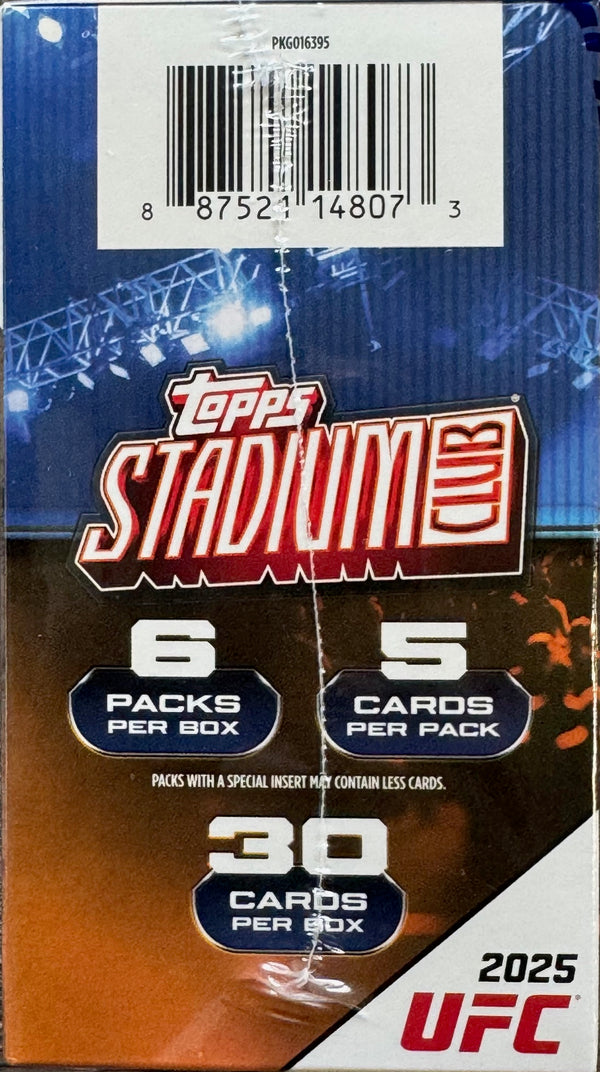 PKG016395
8 87521 14807 3
topps
STADIUM CLUB
6
PACKS
PER BOX
5
CARDS
PER PACK
PACKS WITH A SPECIAL INSERT MAY CONTAIN LESS CARDS.
30
CARDS
PER BOX
2025
UFC